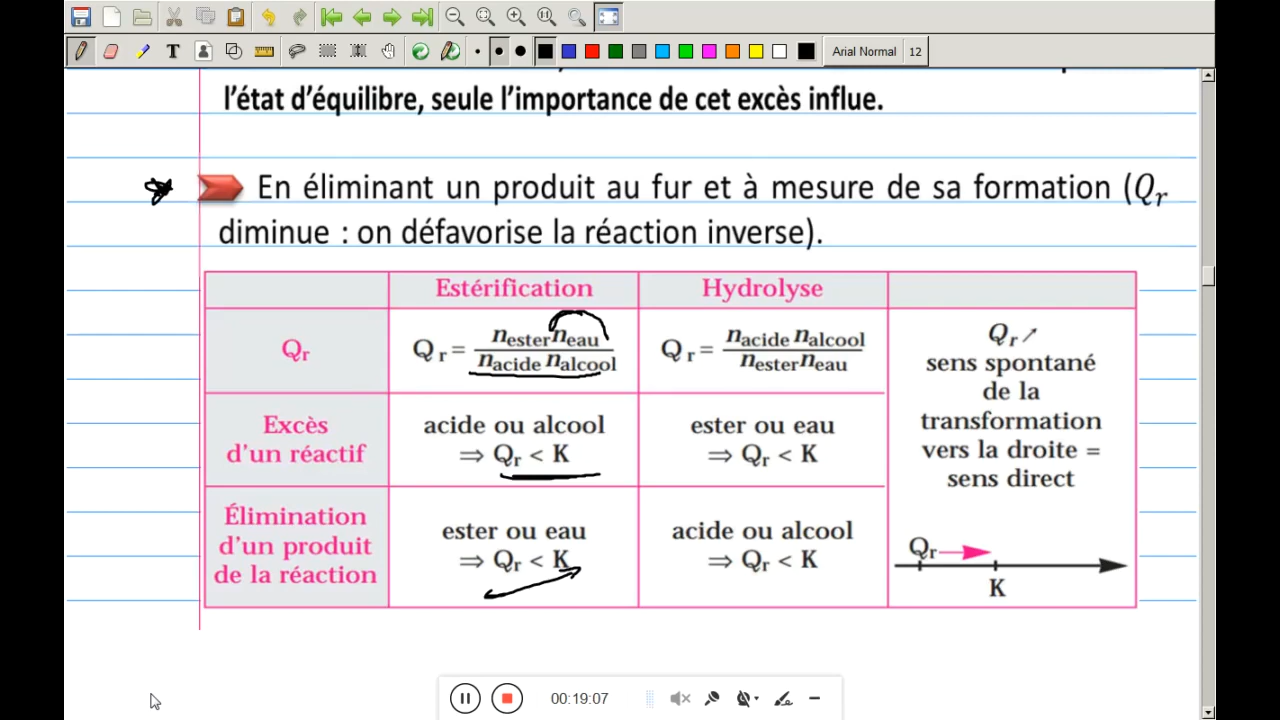 T
Arial Normal 12
l’état d’équilibre, seule l’importance de cet excès influe.
En éliminant un produit au fur et à mesure de sa formation (Qr
diminue : on défavorise la réaction inverse).
Estérification
Hydrolyse
Qr
Qr = nester neau / nacide nalcool
Qr = nacide nalcool / nester neau
Qr ↗
sens spontané
de la
transformation
vers la droite =
sens direct
Excès
d’un réactif
acide ou alcool
⇒ Qr < K
ester ou eau
⇒ Qr < K
Élimination
d’un produit
de la réaction
ester ou eau
⇒ Qr < K
acide ou alcool
⇒ Qr < K
Qr
K
00:19:07